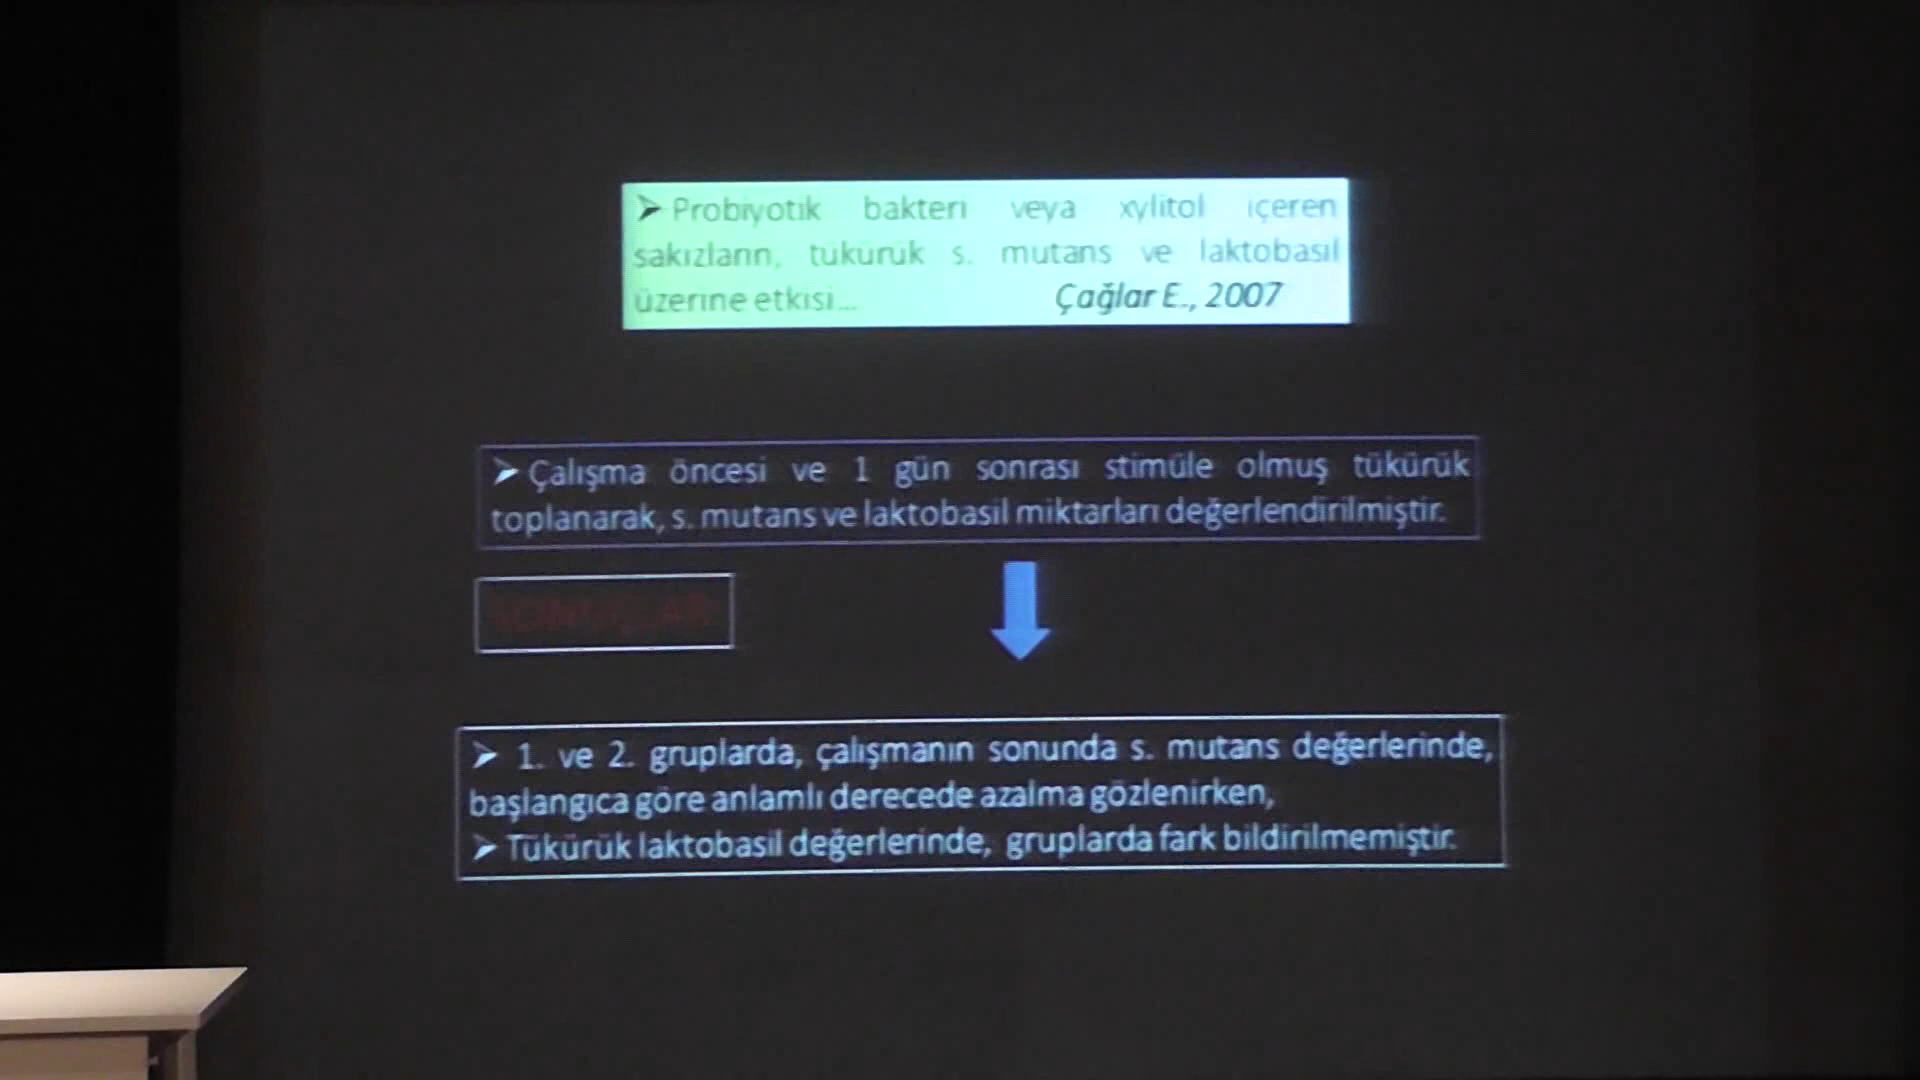 ➤ Probiyotik bakteri veya xylitol içeren
sakızların, tükürük s. mutans ve laktobasil
üzerine etkisi... Çağlar E., 2007
➤ Çalışma öncesi ve 1 gün sonrası stimüle olmuş tükürük
toplanarak, s. mutans ve laktobasil miktarları değerlendirilmiştir.
SONUÇLAR
➤ 1. ve 2. gruplarda, çalışmanın sonunda s. mutans değerlerinde,
başlangıca göre anlamlı derecede azalma gözlenirken,
➤ Tükürük laktobasil değerlerinde, gruplarda fark bildirilmemiştir.